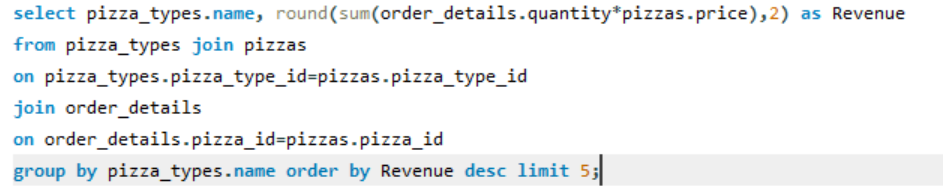 select pizza_types.name, round(sum(order_details.quantity*pizzas.price),2) as Revenue
from pizza_types join pizzas
on pizza_types.pizza_type_id=pizzas.pizza_type_id
join order_details
on order_details.pizza_id=pizzas.pizza_id
group by pizza_types.name order by Revenue desc limit 5;